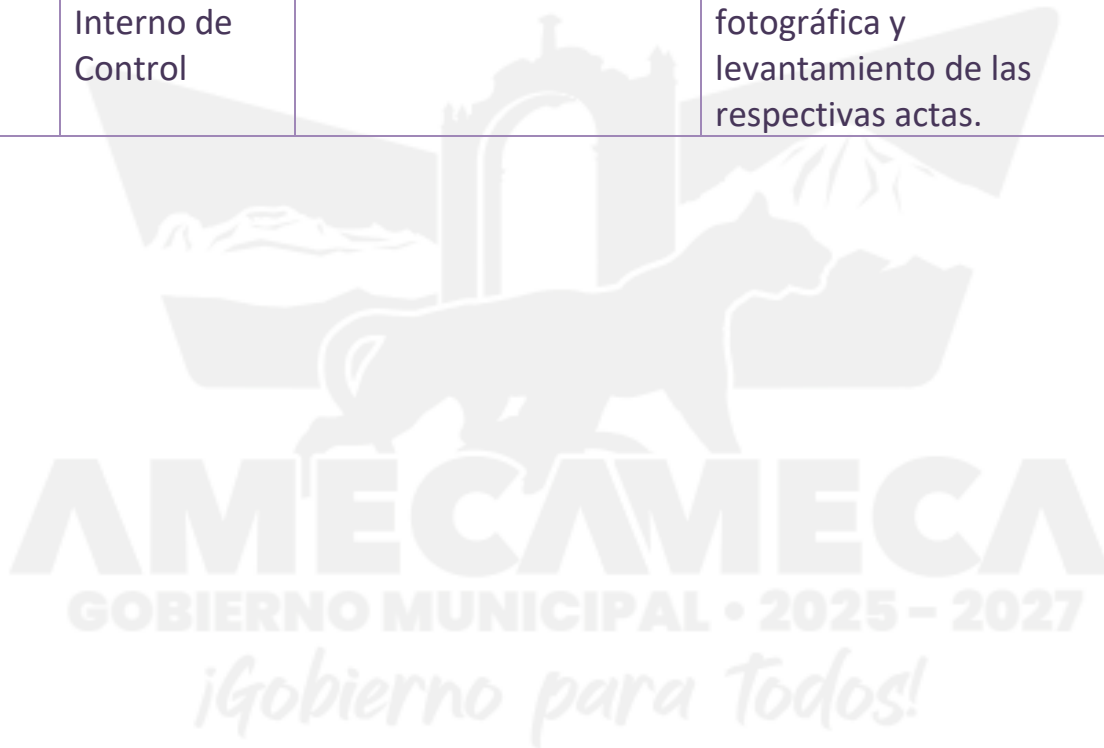 Interno de
Control
fotográfica y
levantamiento de las
respectivas actas.
AMECAMECA
GOBIERNO MUNICIPAL • 2025 – 2027
¡Gobierno para Todos!